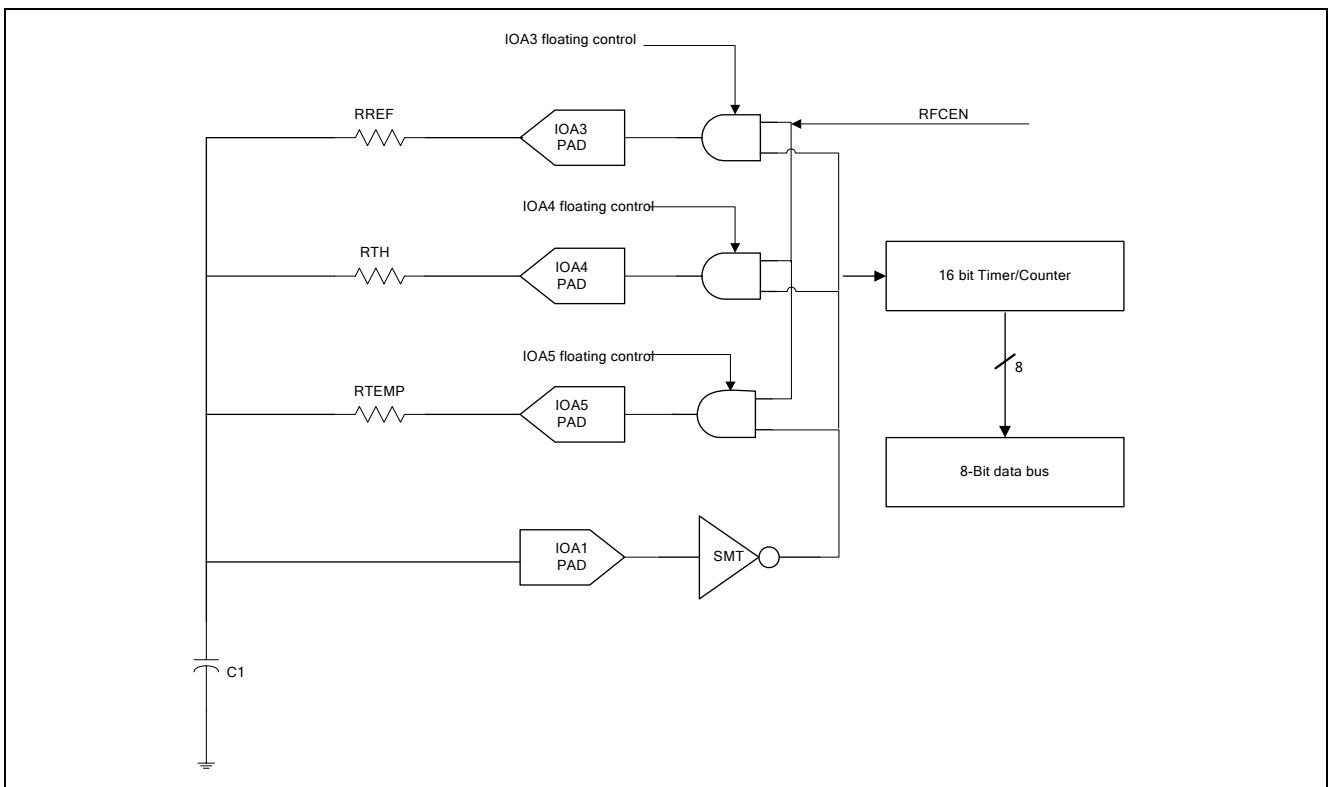 IOA3 floating control
RREF
IOA3
PAD
RFCEN
IOA4 floating control
RTH
IOA4
PAD
16 bit Timer/Counter
IOA5 floating control
8
RTEMP
IOA5
PAD
8-Bit data bus
IOA1
PAD
SMT
C1